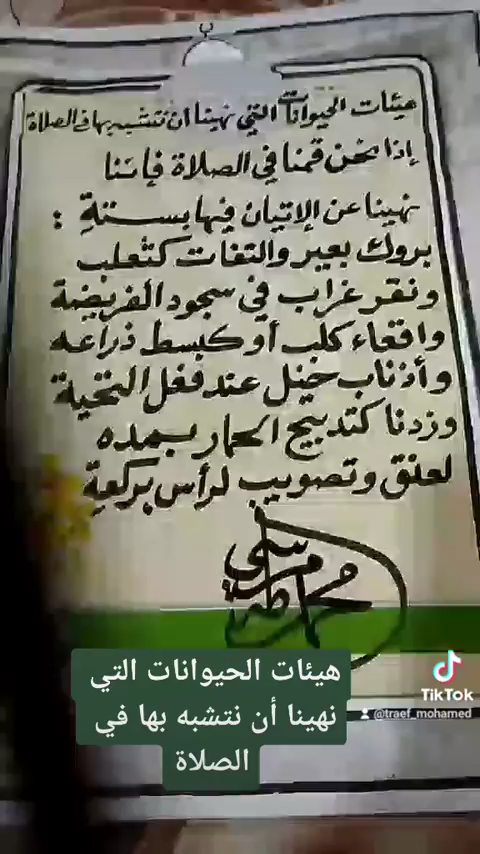 هيئات الحيوانات التي نهينا أن نتشبه بها في الصلاة
إذا نحن قمنا في الصلاة فإننا
نهينا عن الإتيان فيها بستة :
بروك بعير والتفات كثعلب
ونقر غراب في سجود الفريضة
وإقعاء كلب أو كبسط ذراعه
وأذناب خيل عند فعل التحية
وزدنا كتدبيح الحمار بمده
لعنق وتصويب لرأس بركعة
هيئات الحيوانات التي
نهينا أن نتشبه بها في
الصلاة
TikTok
@traef_mohamed